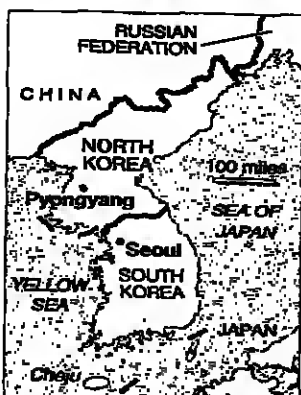 RUSSIAN
FEDERATION
CHINA
NORTH
KOREA
100 miles
Pyongyang
SEA OF
JAPAN
Seoul
YELLOW
SEA
SOUTH
KOREA
JAPAN
Cheju